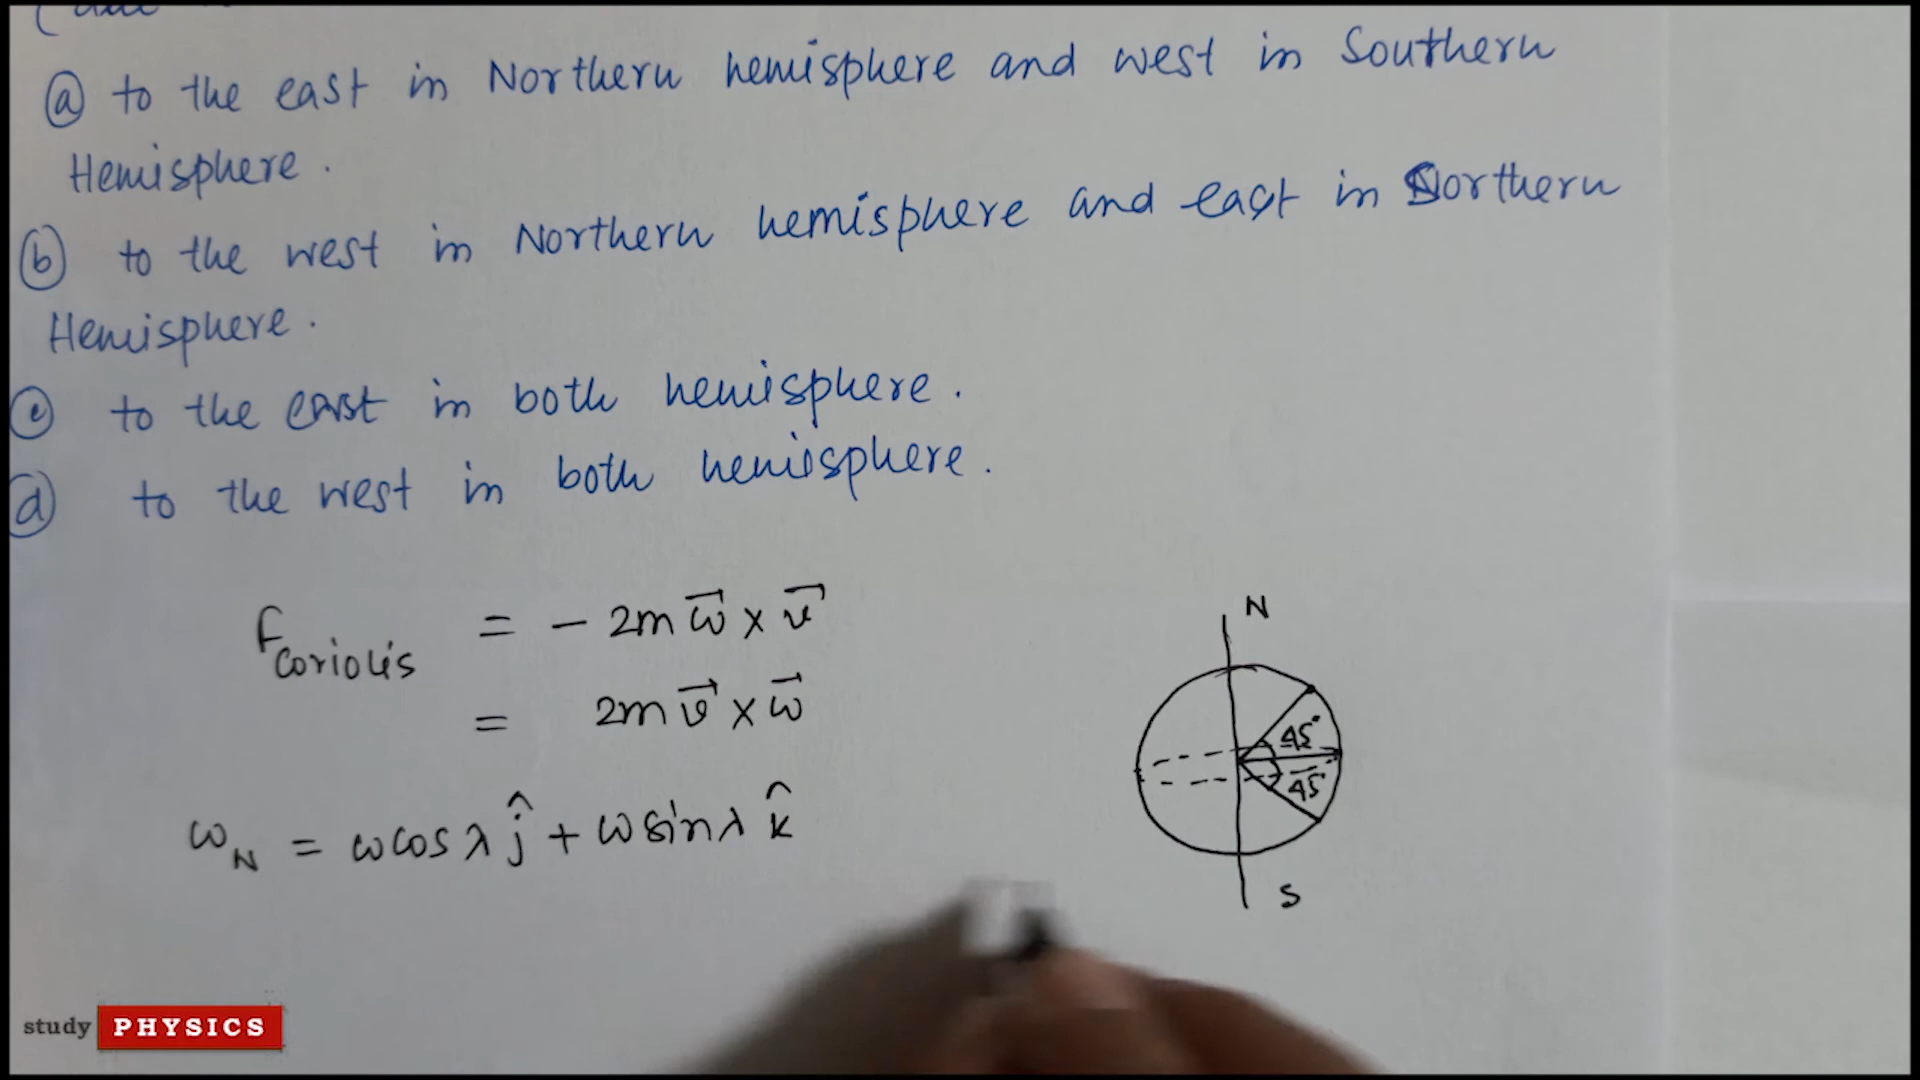 ⓐ to the east in Northern hemisphere and west in Southern
Hemisphere.
ⓑ to the west in Northern hemisphere and east in Sorthern
Hemisphere.
ⓒ to the east in both hemisphere.
ⓓ to the west in both hemisphere.
F_coriolis = - 2m ω⃗ × v⃗
= 2m v⃗ × ω⃗
ω_N = ω cos λ ĵ + ω sin λ k̂
N
45°
45°
S
study PHYSICS